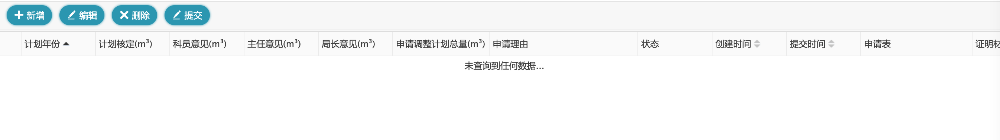 新增 编辑 删除 提交
计划年份 计划核定(m³) 科员意见(m³) 主任意见(m³) 局长意见(m³) 申请调整计划总量(m³) 申请理由 状态 创建时间 提交时间 申请表 证明
未查询到任何数据...